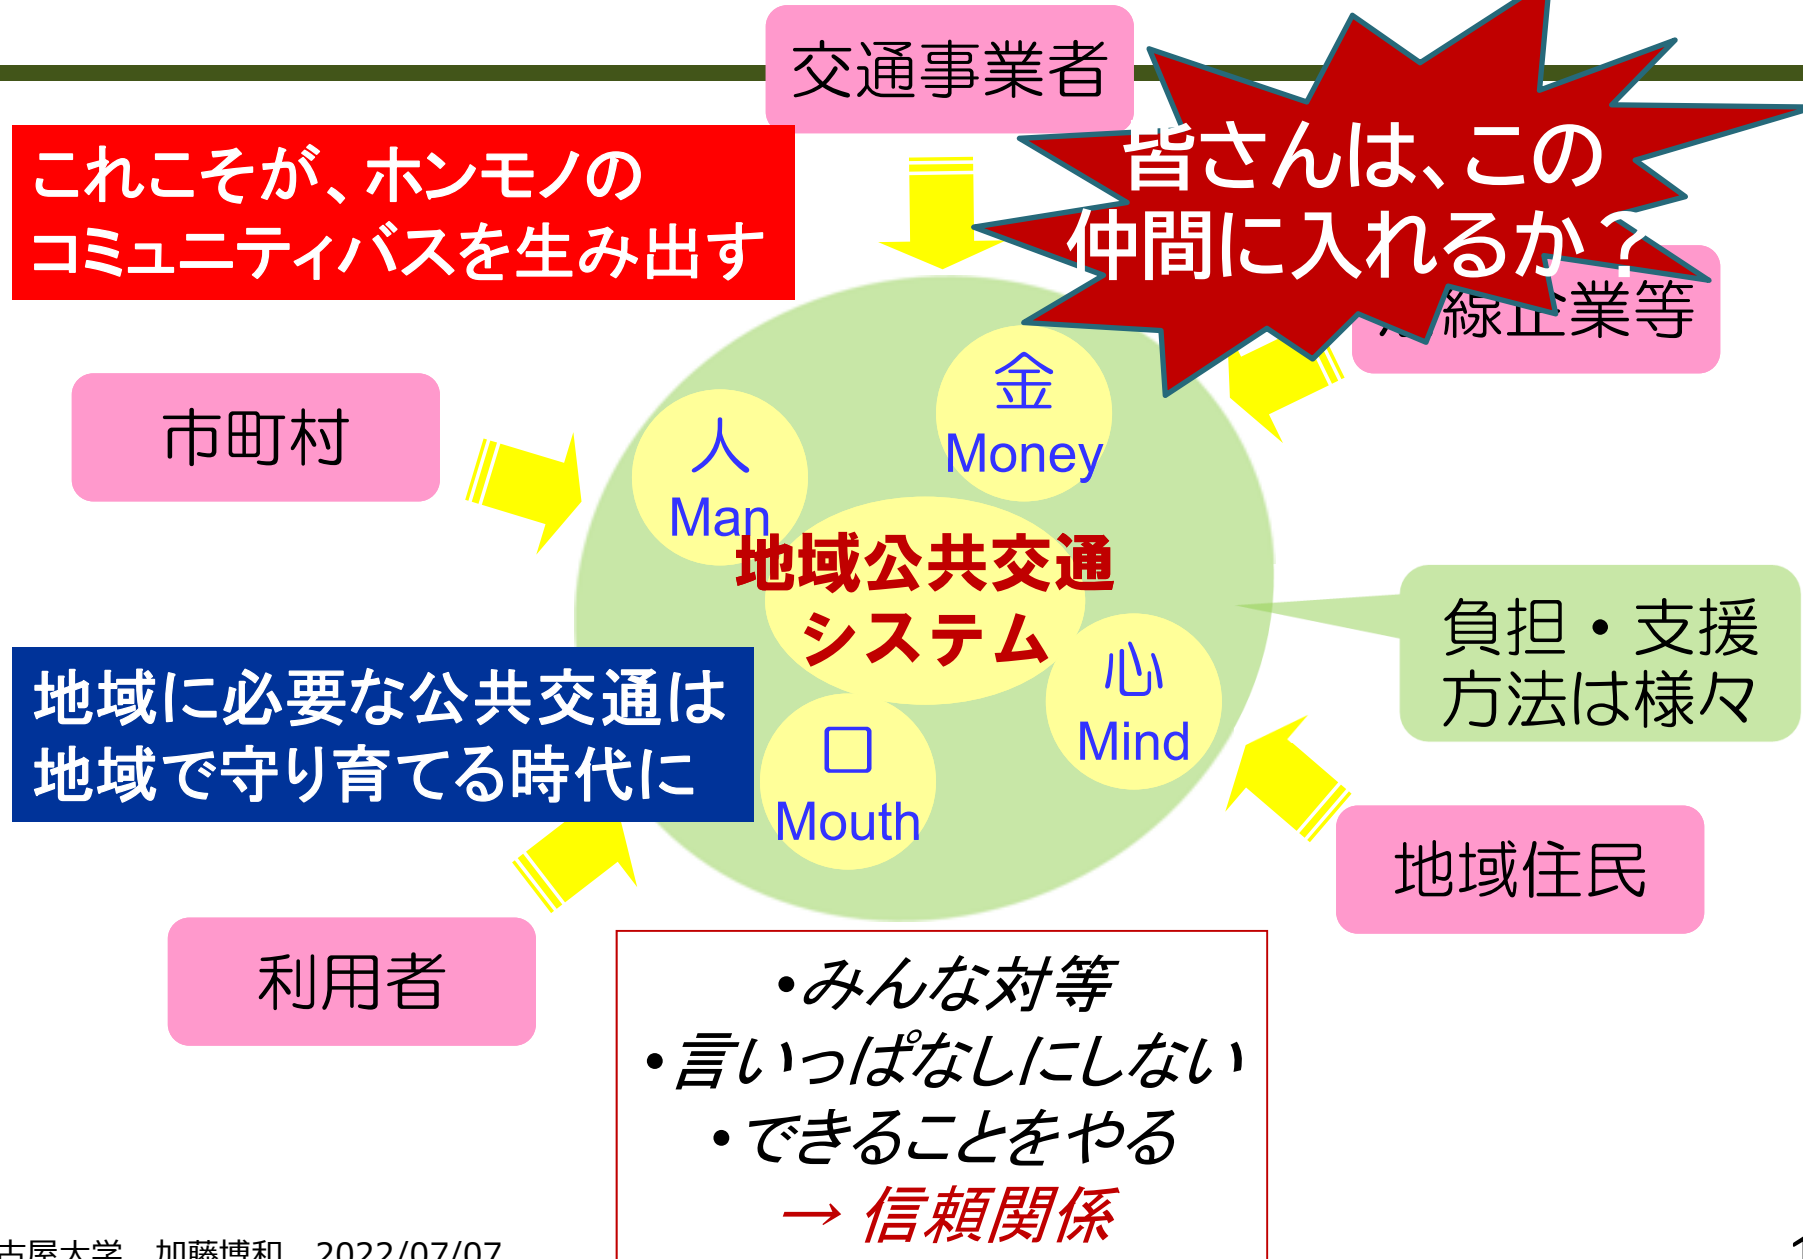 交通事業者
皆さんは、この
仲間に入れるか？
これこそが、ホンモノの
コミュニティバスを生み出す
線企業等
市町村
金
Money
人
Man
地域公共交通
システム
心
Mind
口
Mouth
負担・支援
方法は様々
地域に必要な公共交通は
地域で守り育てる時代に
地域住民
利用者
•みんな対等
•言いっぱなしにしない
•できることをやる
→ 信頼関係
古屋大学 加藤博和 2022/07/07